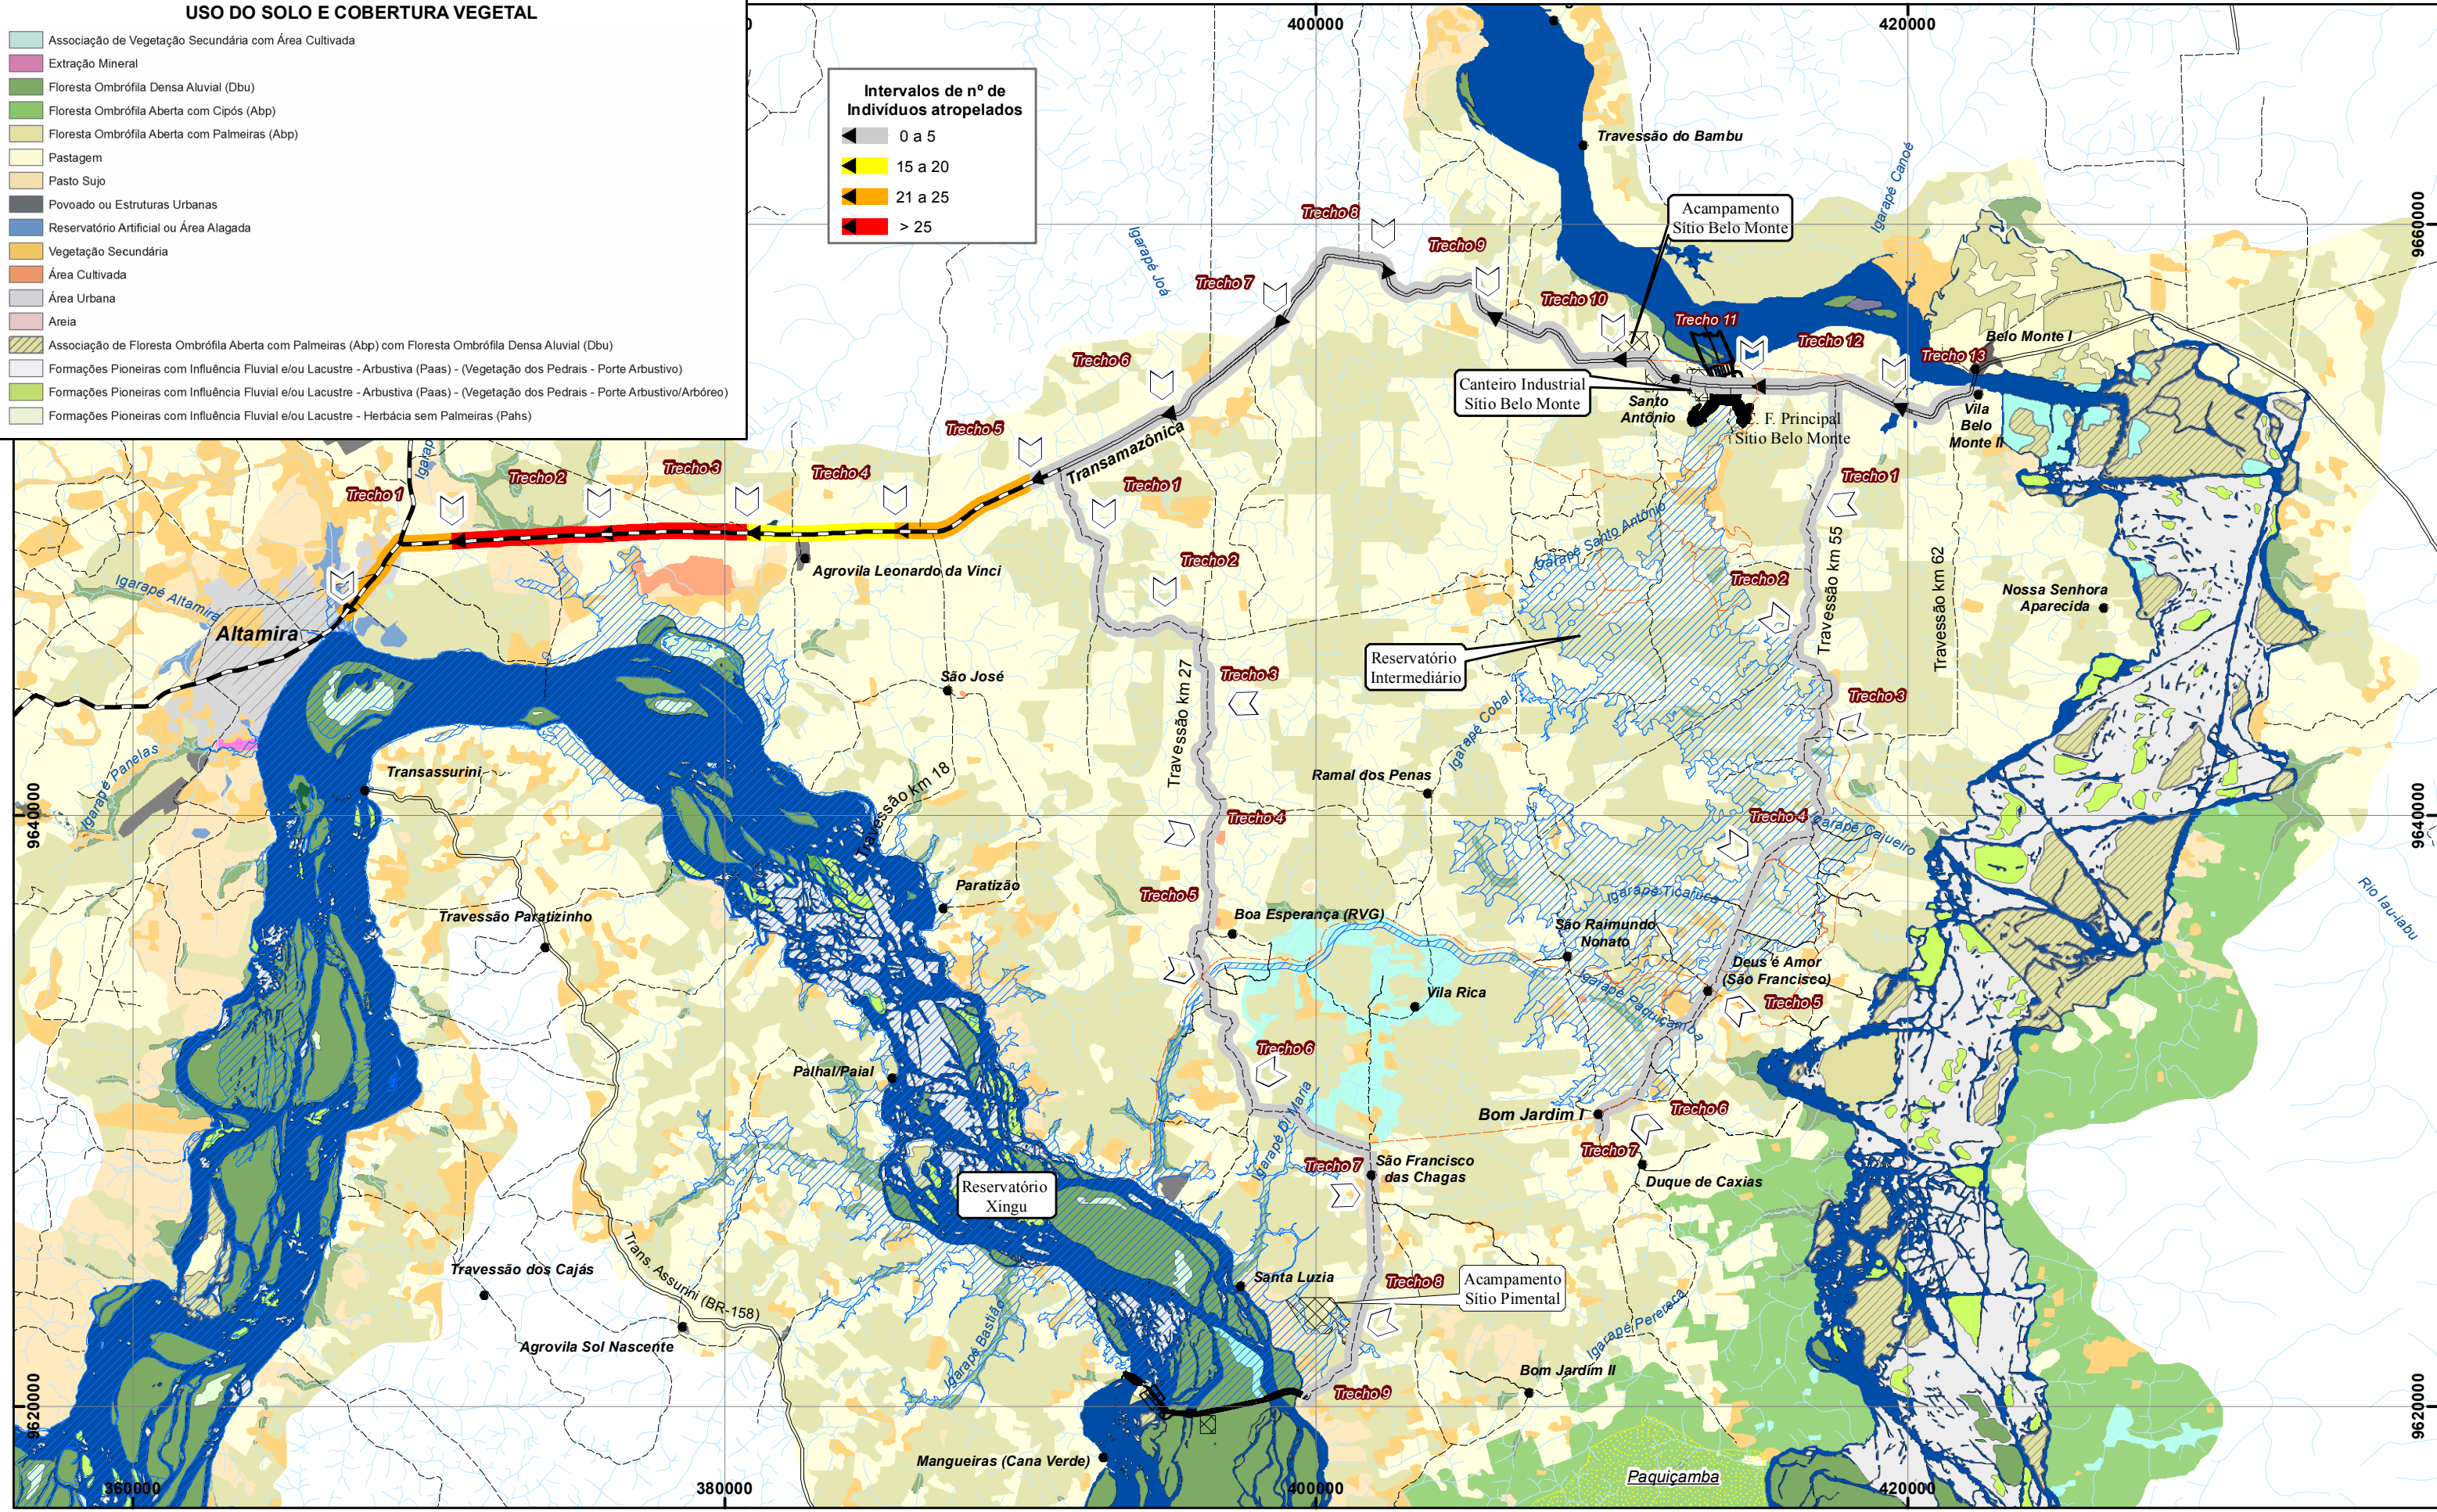 USO DO SOLO E COBERTURA VEGETAL
Associação de Vegetação Secundária com Área Cultivada
Extração Mineral
Floresta Ombrófila Densa Aluvial (Dbu)
Floresta Ombrófila Aberta com Cipós (Abp)
Floresta Ombrófila Aberta com Palmeiras (Abp)
Pastagem
Pasto Sujo
Povoado ou Estruturas Urbanas
Reservatório Artificial ou Área Alagada
Vegetação Secundária
Área Cultivada
Área Urbana
Areia
Associação de Floresta Ombrófila Aberta com Palmeiras (Abp) com Floresta Ombrófila Densa Aluvial (Dbu)
Formações Pioneiras com Influência Fluvial e/ou Lacustre - Arbustiva (Paas) - (Vegetação dos Pedrais - Porte Arbustivo)
Formações Pioneiras com Influência Fluvial e/ou Lacustre - Arbustiva (Paas) - (Vegetação dos Pedrais - Porte Arbustivo/Arbóreo)
Formações Pioneiras com Influência Fluvial e/ou Lacustre - Herbácia sem Palmeiras (Pahs)
Intervalos de nº de
Indivíduos atropelados
0 a 5
15 a 20
21 a 25
> 25
400000
420000
9660000
Travessão do Bambu
Igarapé Canoé
Igarapé Joá
Acampamento
Sítio Belo Monte
Trecho 8
Trecho 9
Trecho 7
Trecho 10
Trecho 11
Trecho 12
Trecho 13
Belo Monte I
Trecho 6
Canteiro Industrial
Sítio Belo Monte
Santo
Antônio
C. F. Principal
Sítio Belo Monte
Vila
Belo
Monte II
Trecho 5
Transamazônica
Trecho 1
Trecho 2
Trecho 3
Trecho 4
Trecho 1
Trecho 1
Igarapé Santo Antônio
Travessão km 55
Travessão km 62
Agrovila Leonardo da Vinci
Trecho 2
Trecho 2
Nossa Senhora
Aparecida
Igarapé Altamira
Altamira
Reservatório
Intermediário
São José
Trecho 3
Trecho 3
Travessão km 27
Igarapé Cobal
Igarapé Panelas
Transassurini
Travessão km 18
Ramal dos Penas
9640000
Trecho 4
Trecho 4
Igarapé Cajueiro
9640000
Paratizão
Trecho 5
Igarapé Ticaruca
Rio Iau-iabu
Travessão Paratizinho
Boa Esperança (RVG)
São Raimundo
Nonato
Deus é Amor
(São Francisco)
Vila Rica
Igarapé Paquiçamba
Trecho 5
Trecho 6
Palhal/Paial
Igarapé Di Maria
Bom Jardim I
Trecho 6
Trecho 7
Trecho 7
São Francisco
das Chagas
Duque de Caxias
Reservatório
Xingu
Trans. Assurini (BR-158)
Travessão dos Cajás
Santa Luzia
Trecho 8
Acampamento
Sítio Pimental
Igarapé Bastião
Igarapé Perereca
Agrovila Sol Nascente
Bom Jardim II
Trecho 9
9620000
9620000
Mangueiras (Cana Verde)
Paquiçamba
360000
380000
400000
420000